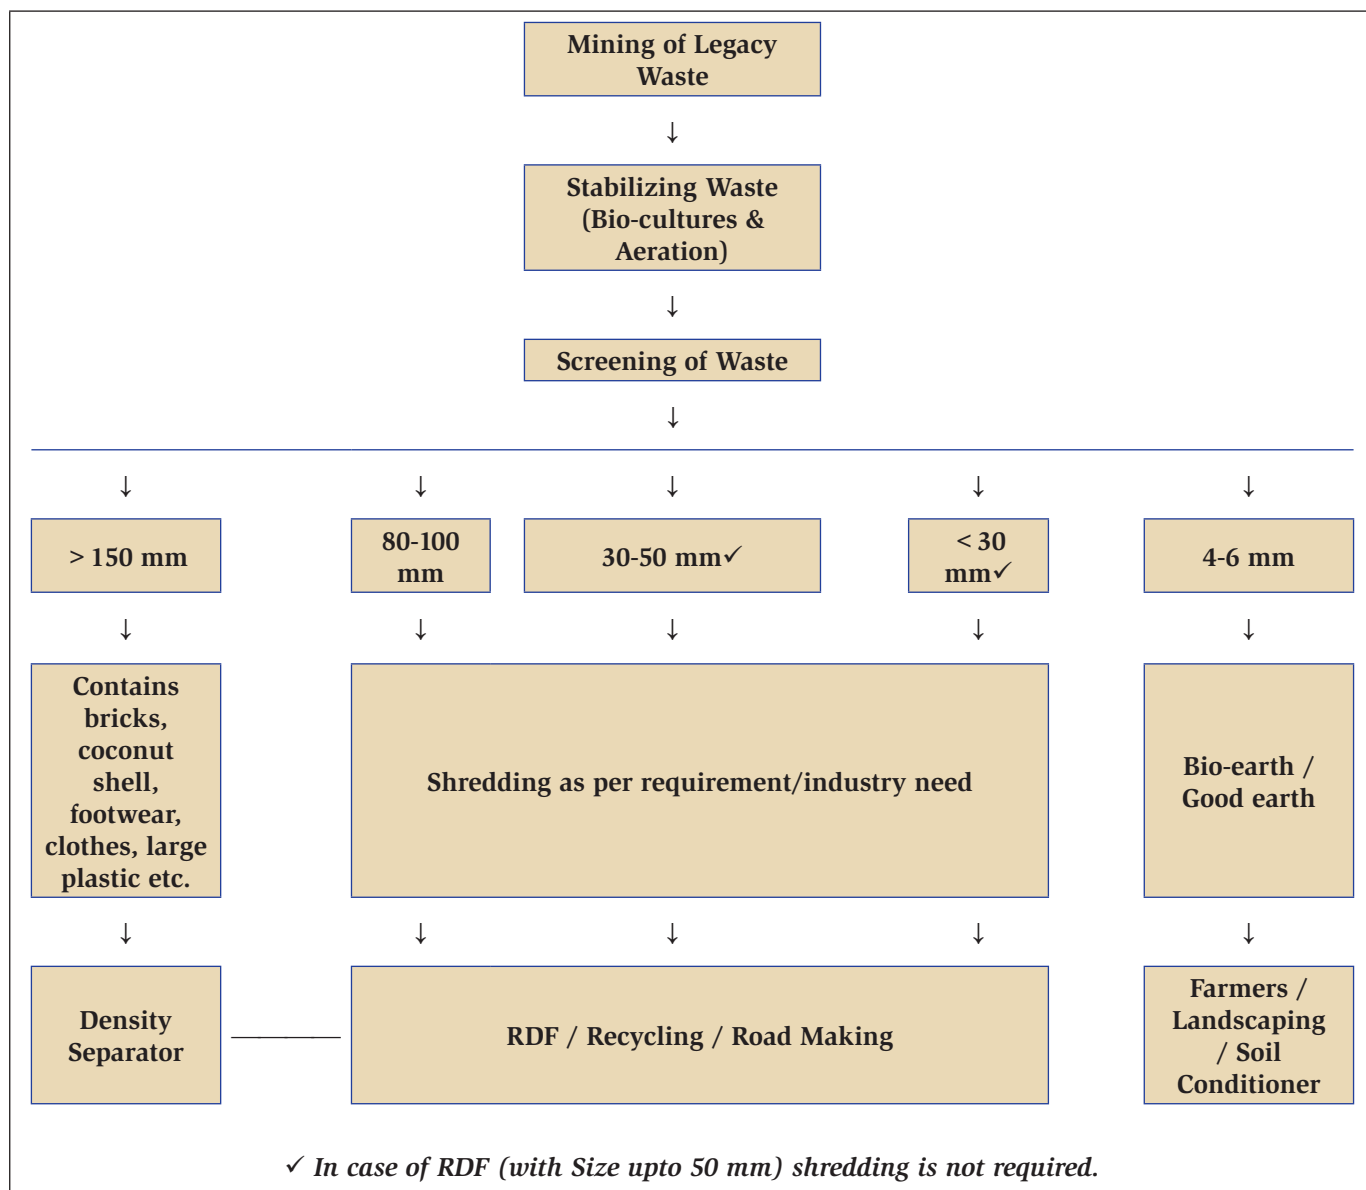 Mining of Legacy
Waste
↓
Stabilizing Waste
(Bio-cultures &
Aeration)
↓
Screening of Waste
↓
↓ ↓ ↓ ↓ ↓
> 150 mm
80-100
mm
30-50 mm✓
< 30
mm✓
4-6 mm
↓ ↓ ↓ ↓ ↓
Contains
bricks,
coconut
shell,
footwear,
clothes, large
plastic etc.
Shredding as per requirement/industry need
Bio-earth /
Good earth
↓ ↓ ↓ ↓ ↓
Density
Separator
RDF / Recycling / Road Making
Farmers /
Landscaping
/ Soil
Conditioner
✓ In case of RDF (with Size upto 50 mm) shredding is not required.